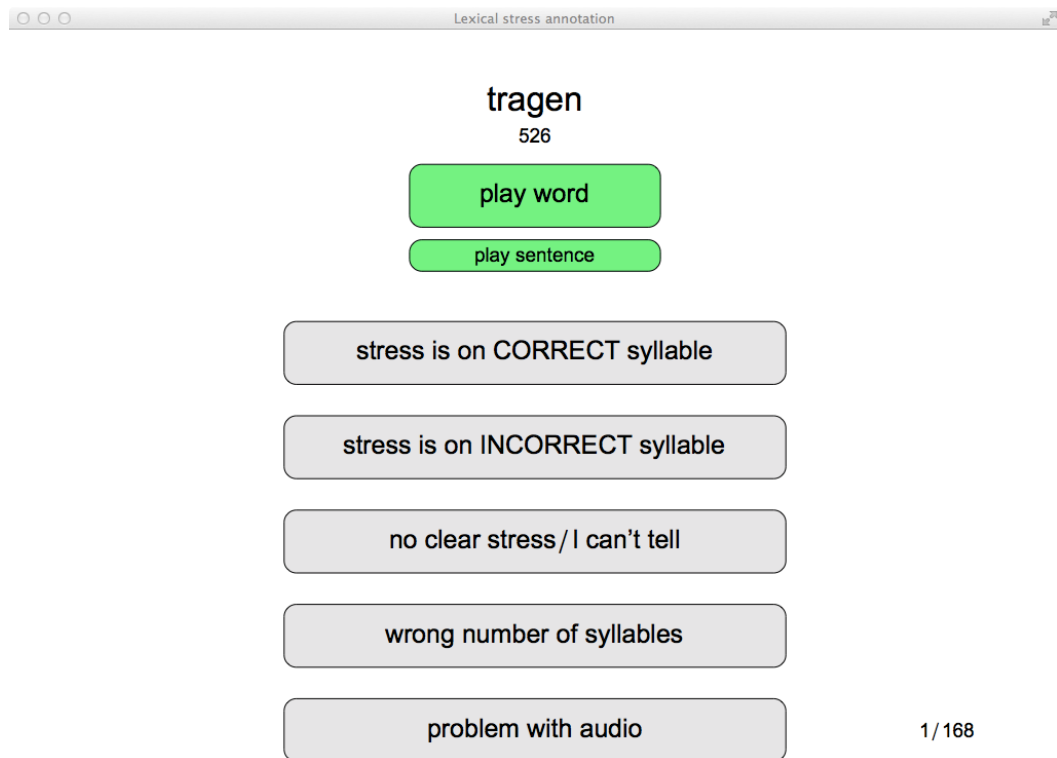 Lexical stress annotation
tragen
526
play word
play sentence
stress is on CORRECT syllable
stress is on INCORRECT syllable
no clear stress/I can't tell
wrong number of syllables
problem with audio
1/168